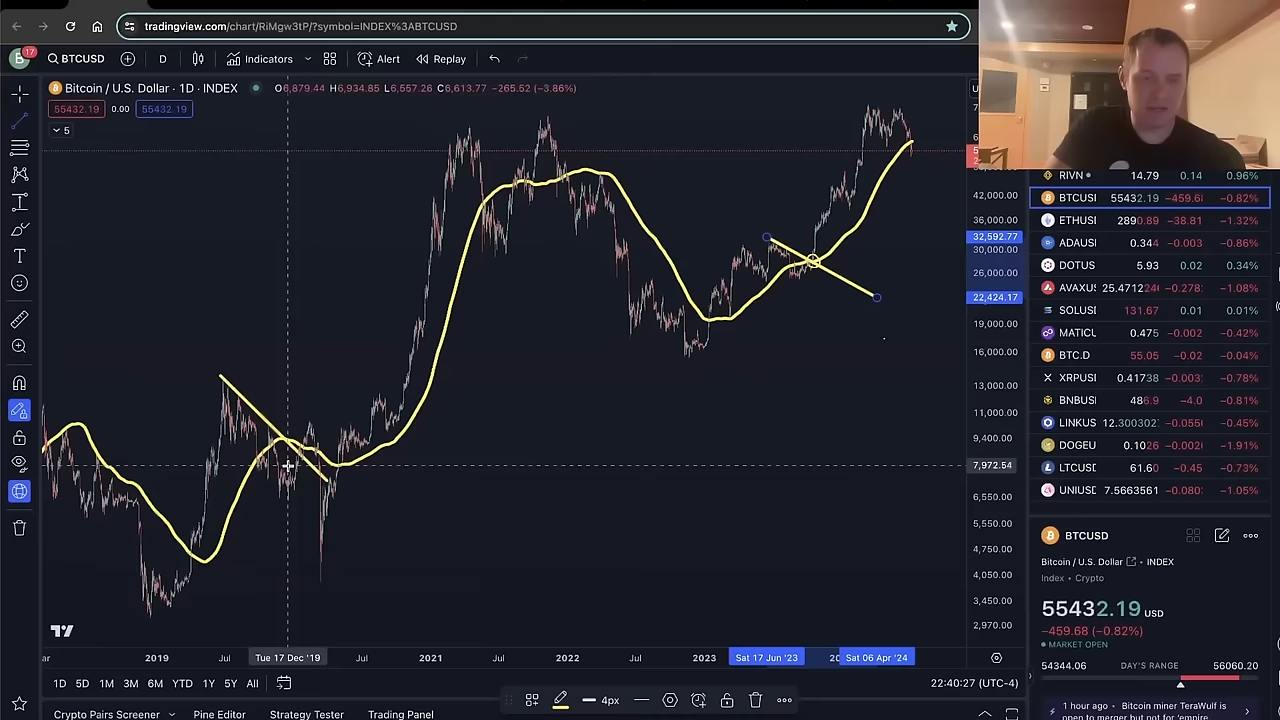 tradingview.com/chart/RiMgw3tP/?symbol=INDEX%3ABTCUSD
17
BTCUSD D Indicators Alert Replay
Bitcoin / U.S. Dollar · 1D · INDEX O6,879.44 H6,934.85 L6,557.26 C6,613.77 −265.52 (−3.86%)
55432.19 0.00 55432.19
5
42,000.00
36,000.00
32,592.77
30,000.00
26,000.00
22,424.17
19,000.00
16,000.00
13,000.00
11,000.00
9,400.00
7,972.54
6,550.00
5,550.00
4,750.00
4,050.00
3,450.00
2,970.00
2019 Tue 17 Dec '19 Jul 2021 Jul 2022 Jul 2023 Sat 17 Jun '23 Sat 06 Apr '24
Jul
1D 5D 1M 3M 6M YTD 1Y 5Y All
22:40:27 (UTC-4)
4px
Crypto Pairs Screener Pine Editor Strategy Tester Trading Panel
RIVN 14.79 0.14 0.96%
BTCUSI 55432.19 −459.6 −0.82%
ETHUSI 2890.89 −38.81 −1.32%
ADAUSI 0.344 −0.003 −0.86%
DOTUS 5.93 0.02 0.34%
AVAXUS 25.4712 −0.278 −1.08%
SOLUSI 131.67 0.01 0.01%
MATICU 0.475 −0.002 −0.42%
BTC.D 55.05 −0.02 −0.04%
XRPUSI 0.41738 −0.003 −0.78%
BNBUSI 486.9 −4.0 −0.81%
LINKUS 12.300302 −0.055 −0.45%
DOGEU 0.1026 −0.002 −1.91%
LTCUSD 61.60 −0.45 −0.73%
UNIUSD 7.5663561 −0.080 −1.05%
BTCUSD
Bitcoin / U.S. Dollar · INDEX
Index · Crypto
55432.19 USD
−459.68 (−0.82%)
MARKET OPEN
54344.06 DAY'S RANGE 56060.20
1 hour ago · Bitcoin miner TeraWulf is
open to merger but not for 'empire